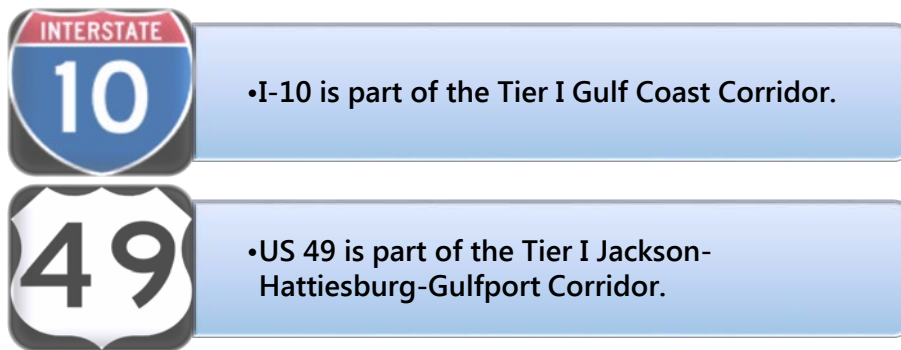 INTERSTATE
10
•I-10 is part of the Tier I Gulf Coast Corridor.
49
•US 49 is part of the Tier I Jackson-
Hattiesburg-Gulfport Corridor.